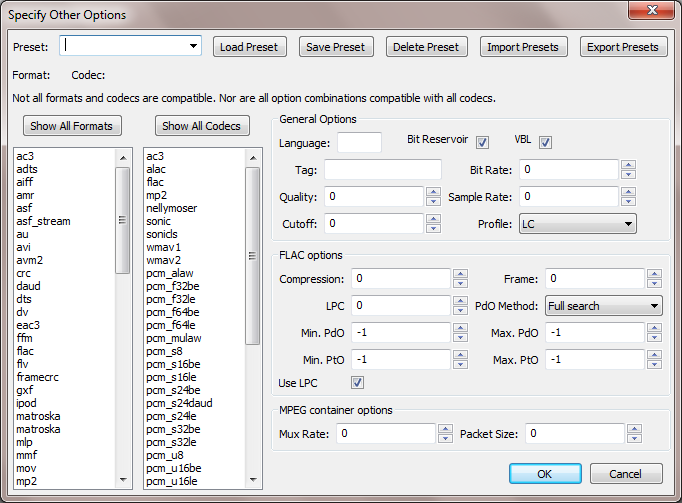 Specify Other Options
Preset: Load Preset Save Preset Delete Preset Import Presets Export Presets
Format: Codec:
Not all formats and codecs are compatible. Nor are all option combinations compatible with all codecs.
Show All Formats Show All Codecs
ac3
adts
aiff
amr
asf
asf_stream
au
avi
avm2
crc
daud
dts
dv
eac3
ffm
flac
flv
framecrc
gxf
ipod
matroska
matroska
mlp
mmf
mov
mp2
ac3
alac
flac
mp2
nellymoser
sonic
sonicls
wmav1
wmav2
pcm_alaw
pcm_f32be
pcm_f32le
pcm_f64be
pcm_f64le
pcm_mulaw
pcm_s8
pcm_s16be
pcm_s16le
pcm_s24be
pcm_s24daud
pcm_s24le
pcm_s32be
pcm_s32le
pcm_u8
pcm_u16be
pcm_u16le
General Options
Language: Bit Reservoir VBL
Tag: Bit Rate: 0
Quality: 0 Sample Rate: 0
Cutoff: 0 Profile: LC
FLAC options
Compression: 0 Frame: 0
LPC 0 PdO Method: Full search
Min. PdO -1 Max. PdO -1
Min. PtO -1 Max. PtO -1
Use LPC
MPEG container options
Mux Rate: 0 Packet Size: 0
OK Cancel